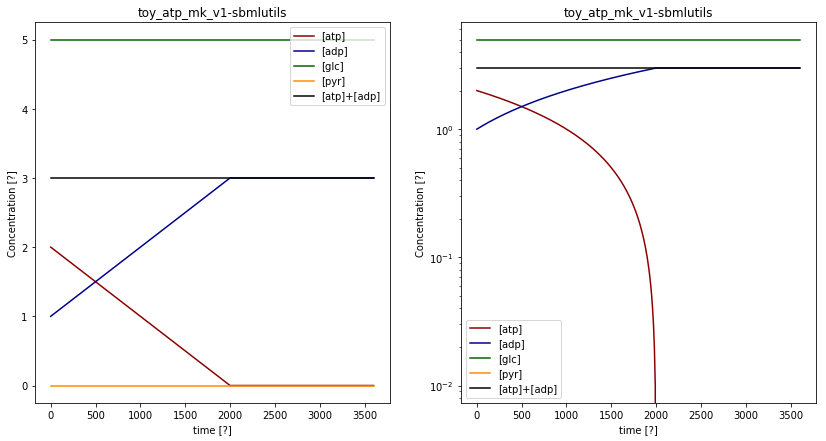 toy_atp_mk_v1-sbmlutils
Concentration [?]
5
4
3
2
1
0
[atp]
[adp]
[glc]
[pyr]
[atp]+[adp]
0 500 1000 1500 2000 2500 3000 3500
time [?]
toy_atp_mk_v1-sbmlutils
Concentration [?]
10⁰
10⁻¹
10⁻²
[atp]
[adp]
[glc]
[pyr]
[atp]+[adp]
0 500 1000 1500 2000 2500 3000 3500
time [?]